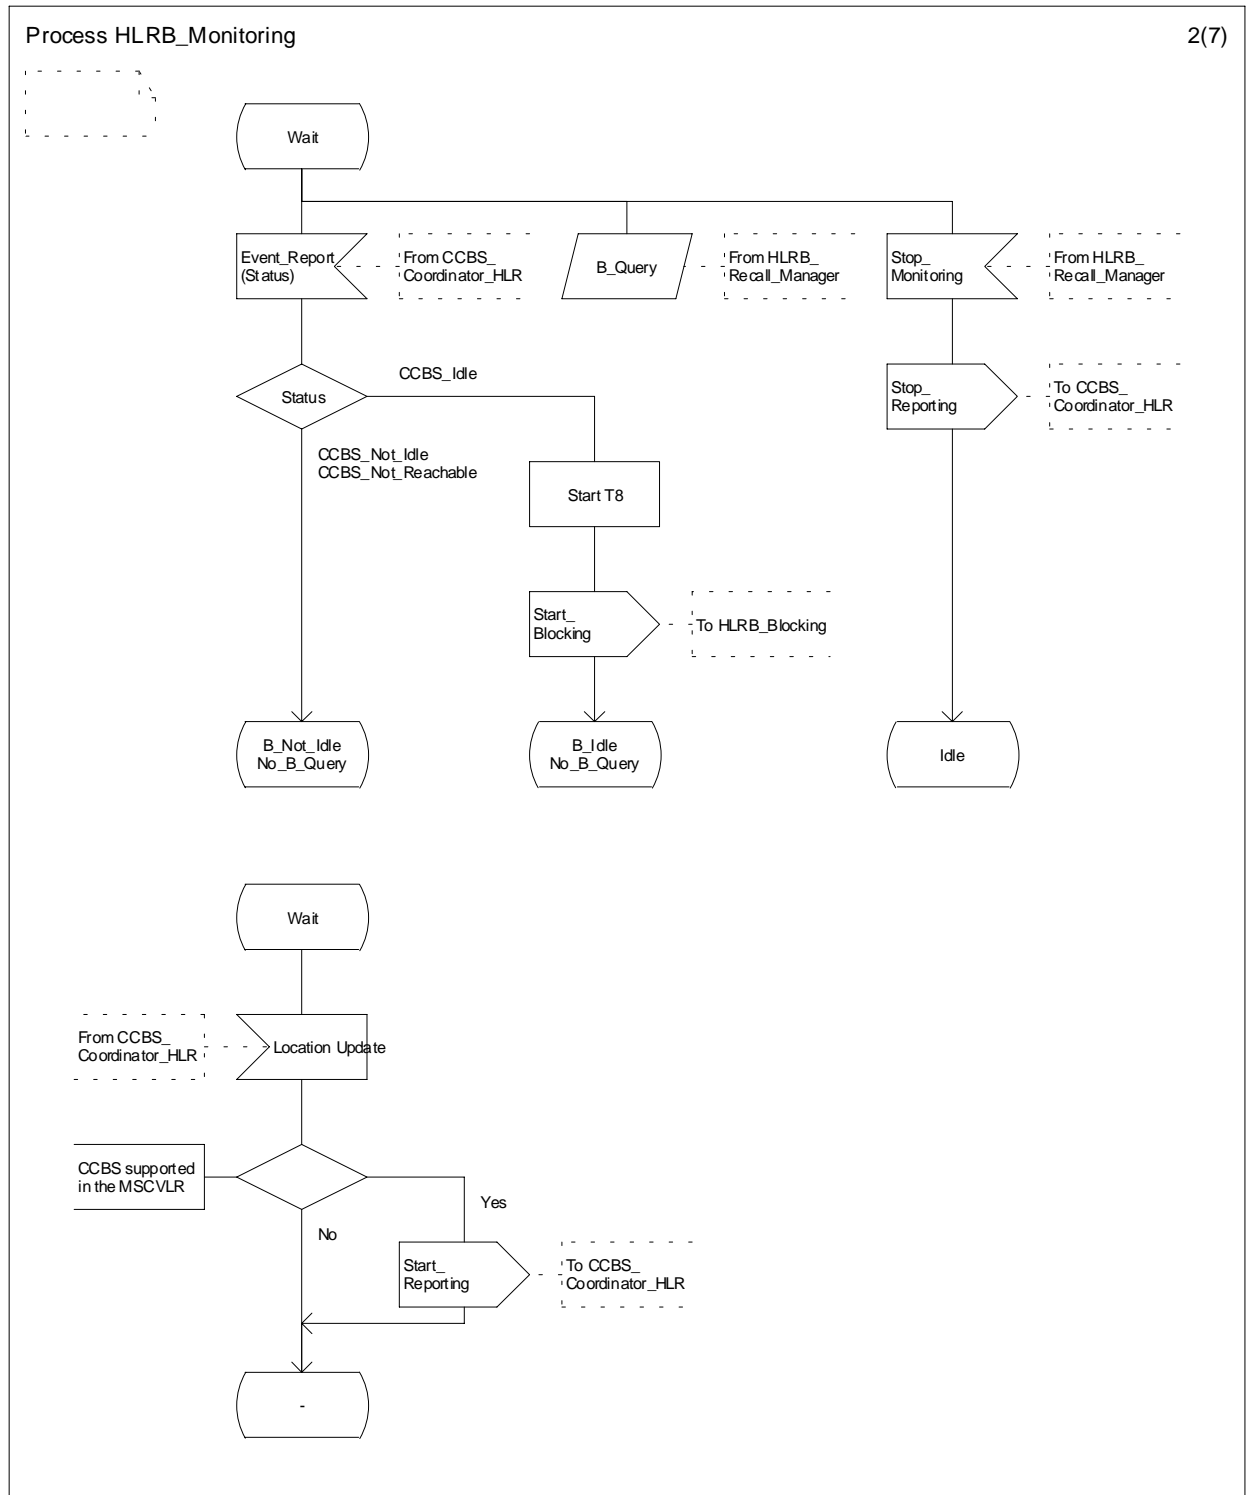 Process HLRB_Monitoring
2(7)
Wait
Event_Report
(Status)
From CCBS_
Coordinator_HLR
B_Query
From HLRB_
Recall_Manager
Stop_
Monitoring
From HLRB_
Recall_Manager
Status
CCBS_Idle
Stop_
Reporting
To CCBS_
Coordinator_HLR
CCBS_Not_Idle
CCBS_Not_Reachable
Start T8
Start_
Blocking
To HLRB_Blocking
B_Not_Idle
No_B_Query
B_Idle
No_B_Query
Idle
Wait
From CCBS_
Coordinator_HLR
Location Update
CCBS supported
in the MSCVLR
Yes
No
Start_
Reporting
To CCBS_
Coordinator_HLR
-